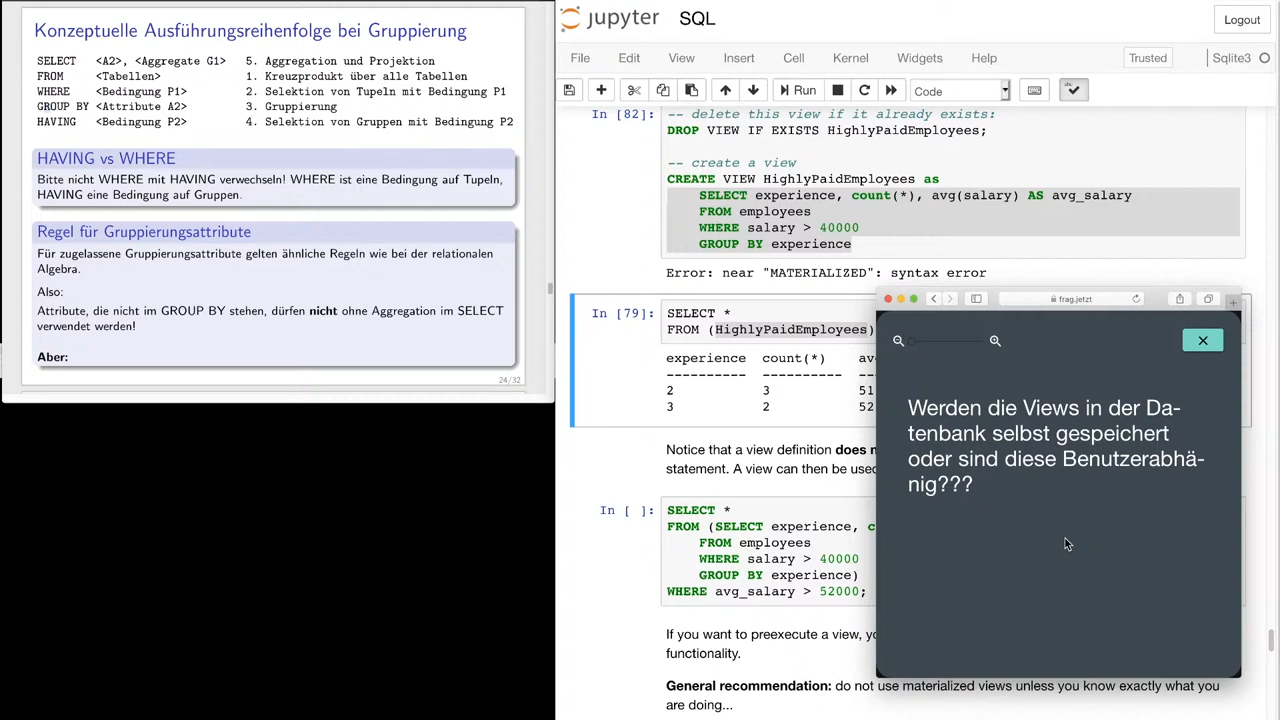 Konzeptuelle Ausführungsreihenfolge bei Gruppierung
SELECT <A2>, <Aggregate G1> 5. Aggregation und Projektion
FROM <Tabellen> 1. Kreuzprodukt über alle Tabellen
WHERE <Bedingung P1> 2. Selektion von Tupeln mit Bedingung P1
GROUP BY <Attribute A2> 3. Gruppierung
HAVING <Bedingung P2> 4. Selektion von Gruppen mit Bedingung P2
HAVING vs WHERE
Bitte nicht WHERE mit HAVING verwechseln! WHERE ist eine Bedingung auf Tupeln,
HAVING eine Bedingung auf Gruppen.
Regel für Gruppierungsattribute
Für zugelassene Gruppierungsattribute gelten ähnliche Regeln wie bei der relationalen
Algebra.
Also:
Attribute, die nicht im GROUP BY stehen, dürfen nicht ohne Aggregation im SELECT
verwendet werden!
Aber:
24/32
jupyter SQL Logout
File Edit View Insert Cell Kernel Widgets Help Trusted Sqlite3
Run Code
In [82]: -- delete this view if it already exists:
DROP VIEW IF EXISTS HighlyPaidEmployees;
-- create a view
CREATE VIEW HighlyPaidEmployees as
SELECT experience, count(*), avg(salary) AS avg_salary
FROM employees
WHERE salary > 40000
GROUP BY experience
Error: near "MATERIALIZED": syntax error
In [79]: SELECT *
FROM (HighlyPaidEmployees)
experience count(*) av
---------- ---------- ---
2 3 51
3 2 52
Notice that a view definition does n
statement. A view can then be used
In [ ]: SELECT *
FROM (SELECT experience, c
FROM employees
WHERE salary > 40000
GROUP BY experience)
WHERE avg_salary > 52000;
If you want to preexecute a view, yo
functionality.
General recommendation: do not use materialized views unless you know exactly what you
are doing...
frag.jetzt
Werden die Views in der Da-
tenbank selbst gespeichert
oder sind diese Benutzerabhä-
nig???